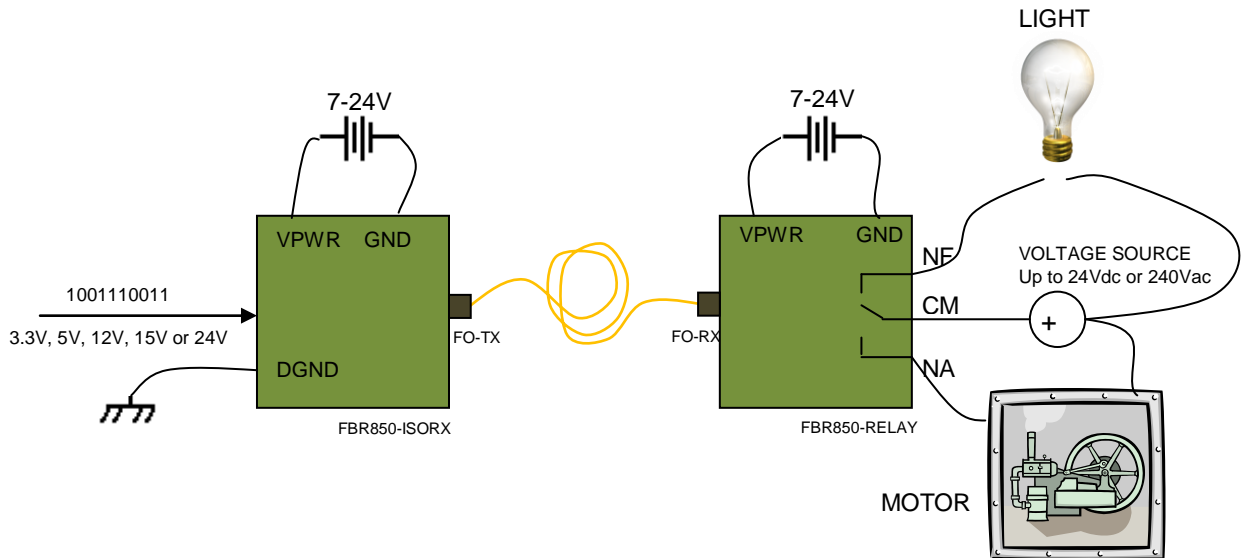 LIGHT
7-24V
7-24V
VPWR GND
VPWR GND
NF
VOLTAGE SOURCE
Up to 24Vdc or 240Vac
1001110011
CM
+
3.3V, 5V, 12V, 15V or 24V
FO-TX
FO-RX
DGND
NA
FBR850-ISORX
FBR850-RELAY
MOTOR